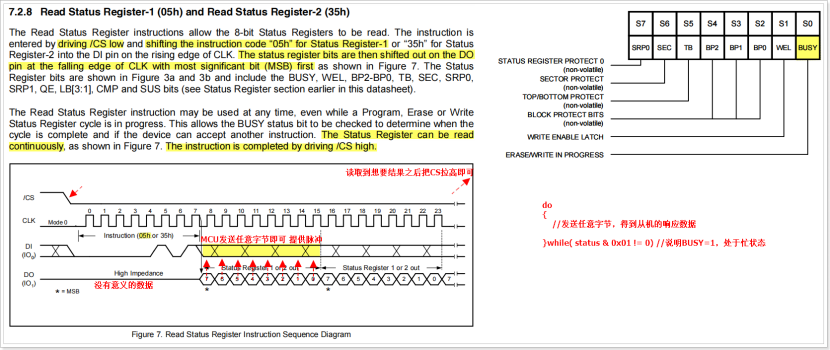 7.2.8 Read Status Register-1 (05h) and Read Status Register-2 (35h)
The Read Status Register instructions allow the 8-bit Status Registers to be read. The instruction is
entered by driving /CS low and shifting the instruction code “05h” for Status Register-1 or “35h” for Status
Register-2 into the DI pin on the rising edge of CLK. The status register bits are then shifted out on the DO
pin at the falling edge of CLK with most significant bit (MSB) first as shown in Figure 7. The Status
Register bits are shown in Figure 3a and 3b and include the BUSY, WEL, BP2-BP0, TB, SEC, SRP0,
SRP1, QE, LB[3:1], CMP and SUS bits (see Status Register section earlier in this datasheet).
The Read Status Register instruction may be used at any time, even while a Program, Erase or Write
Status Register cycle is in progress. This allows the BUSY status bit to be checked to determine when the
cycle is complete and if the device can accept another instruction. The Status Register can be read
continuously, as shown in Figure 7. The instruction is completed by driving /CS high.
读取到想要结果之后把CS拉高即可
/CS
0 1 2 3 4 5 6 7 8 9 10 11 12 13 14 15 16 17 18 19 20 21 22 23
CLK Mode 0
Instruction (05h or 35h)
MCU发送任意字节即可 提供脉冲
DI
(IO0)
Status Register 1 or 2 out Status Register 1 or 2 out
DO
(IO1)
High Impedance
7 6 5 4 3 2 1 0 7 6 5 4 3 2 1 0 7
没有意义的数据
* = MSB
* *
Figure 7. Read Status Register Instruction Sequence Diagram
S7 S6 S5 S4 S3 S2 S1 S0
SRP0 SEC TB BP2 BP1 BP0 WEL BUSY
STATUS REGISTER PROTECT 0
(non-volatile)
SECTOR PROTECT
(non-volatile)
TOP/BOTTOM PROTECT
(non-volatile)
BLOCK PROTECT BITS
(non-volatile)
WRITE ENABLE LATCH
ERASE/WRITE IN PROGRESS
do
{
//发送任意字节，得到从机的响应数据
}while( status & 0x01 != 0) //说明BUSY=1，处于忙状态